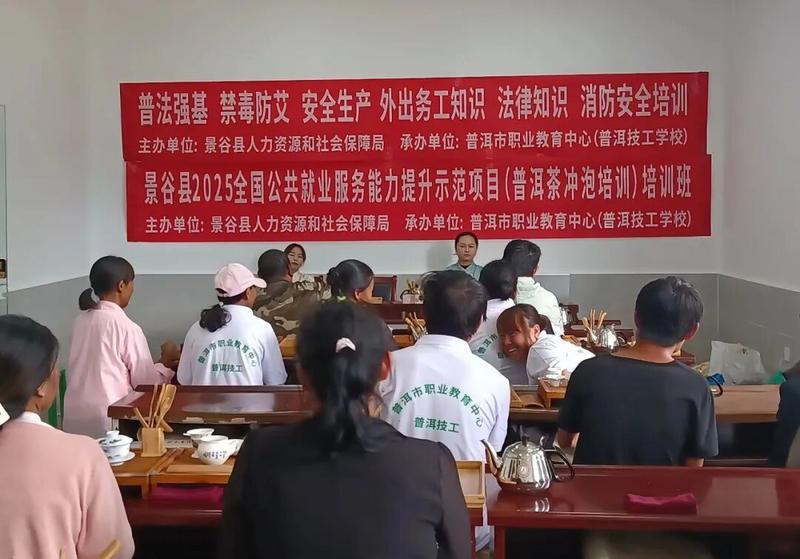 普法强基 禁毒防艾 安全生产 外出务工知识 法律知识 消防安全培训
主办单位: 景谷县人力资源和社会保障局 承办单位: 普洱市职业教育中心(普洱技工学校)
景谷县2025全国公共就业服务能力提升示范项目(普洱茶冲泡培训)培训班
主办单位: 景谷县人力资源和社会保障局 承办单位: 普洱市职业教育中心(普洱技工学校)
普洱市职业教育中心
普洱技工
普洱市职业教育中心
普洱技工